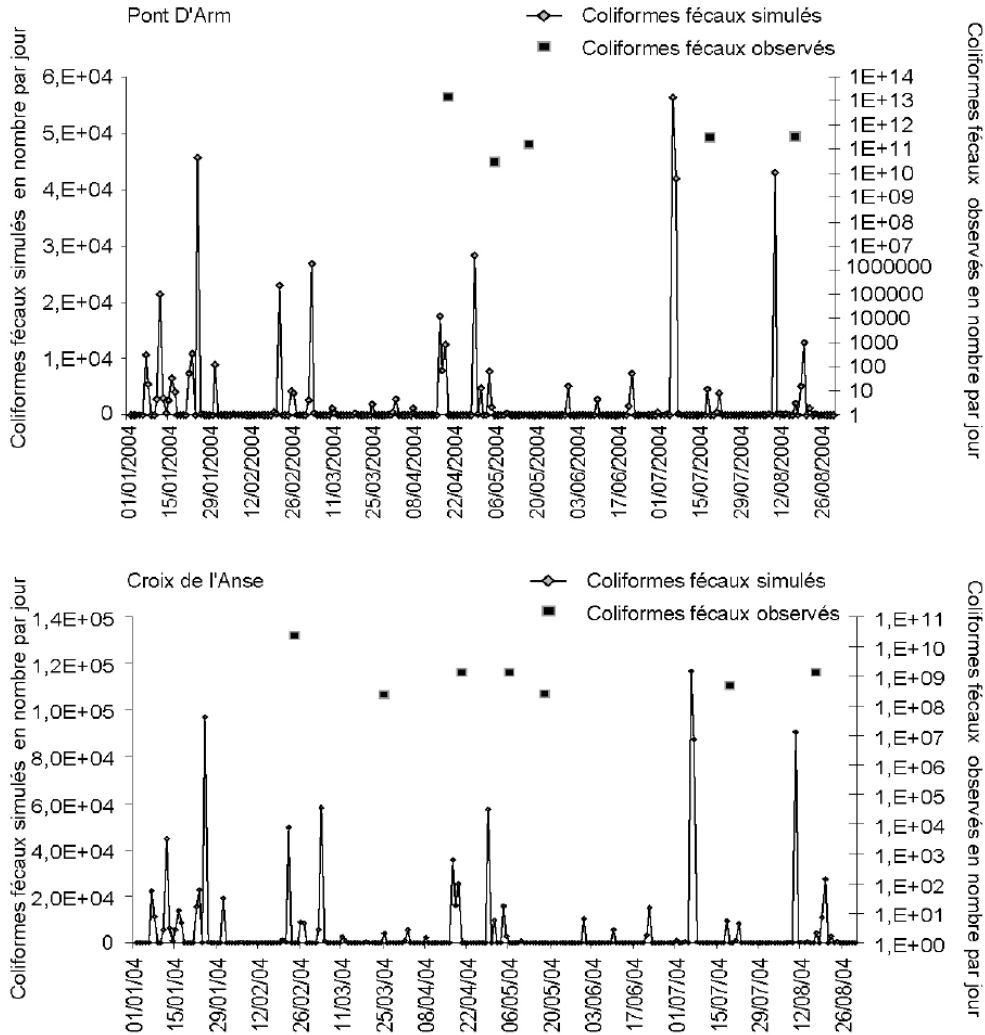 Pont D'Arm
Coliformes fécaux simulés
Coliformes fécaux observés
Coliformes fécaux simulés en nombre par jour
6,E+04
5,E+04
4,E+04
3,E+04
2,E+04
1,E+04
0
1E+14
1E+13
1E+12
1E+11
1E+10
1E+09
1E+08
1E+07
1000000
100000
10000
1000
100
10
1
Coliformes fécaux observés en nombre par jour
01/01/2004
15/01/2004
29/01/2004
12/02/2004
26/02/2004
11/03/2004
25/03/2004
08/04/2004
22/04/2004
06/05/2004
20/05/2004
03/06/2004
17/06/2004
01/07/2004
15/07/2004
29/07/2004
12/08/2004
26/08/2004
Croix de l'Anse
Coliformes fécaux simulés
Coliformes fécaux observés
Coliformes fécaux simulés en nombre par jour
1,4E+05
1,2E+05
1,0E+05
8,0E+04
6,0E+04
4,0E+04
2,0E+04
0
1,E+11
1,E+10
1,E+09
1,E+08
1,E+07
1,E+06
1,E+05
1,E+04
1,E+03
1,E+02
1,E+01
1,E+00
Coliformes fécaux observés en nombre par jour
01/01/04
15/01/04
29/01/04
12/02/04
26/02/04
11/03/04
25/03/04
08/04/04
22/04/04
06/05/04
20/05/04
03/06/04
17/06/04
01/07/04
15/07/04
29/07/04
12/08/04
26/08/04